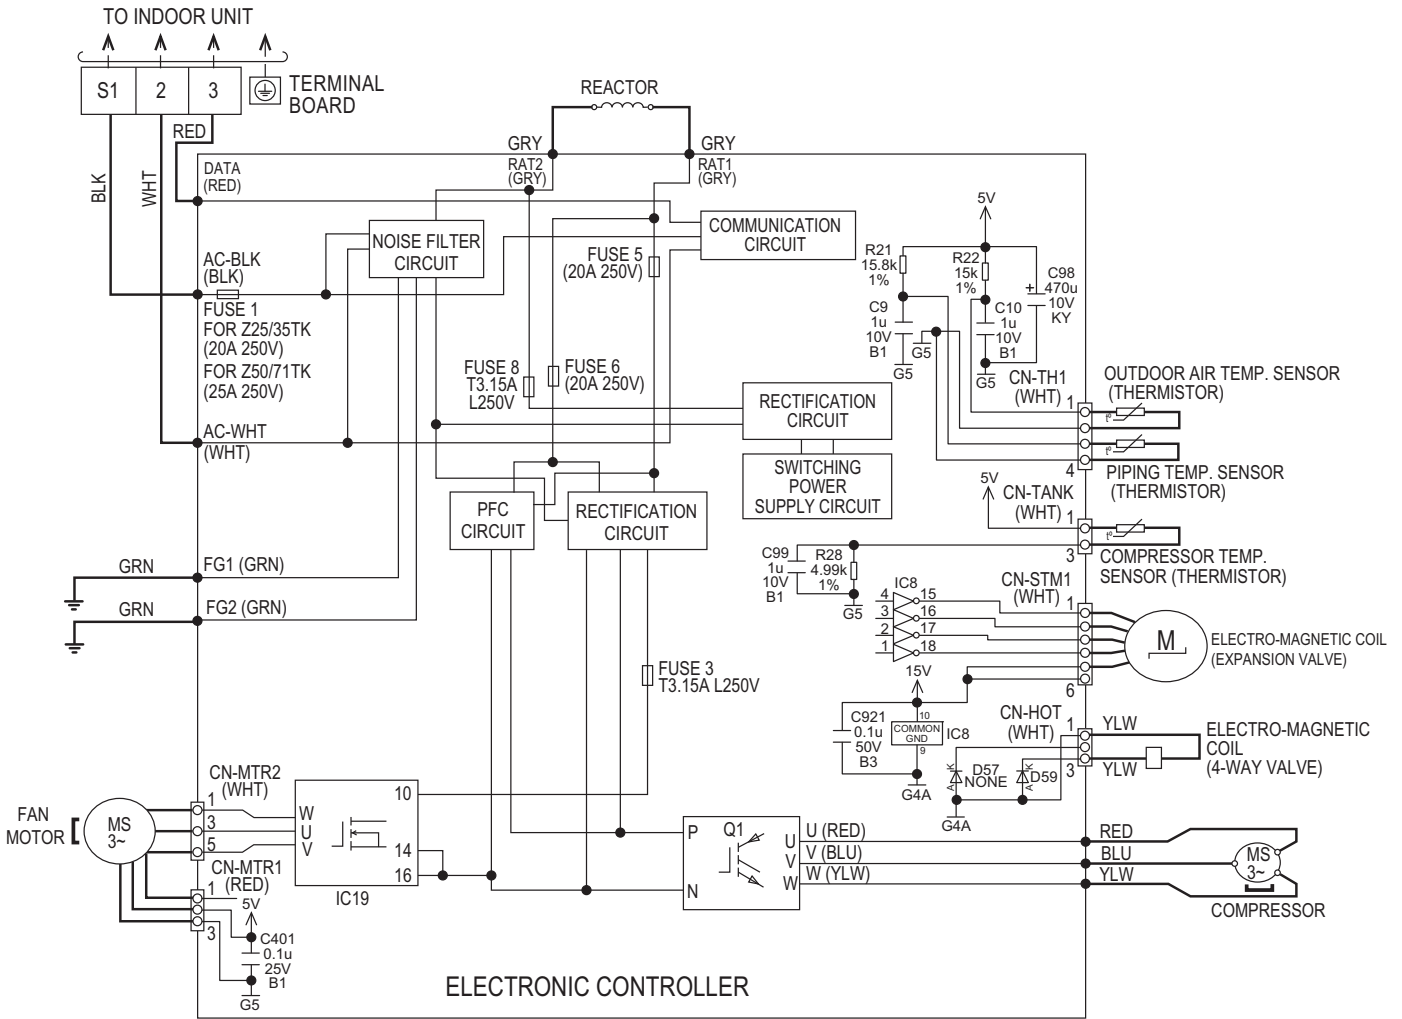 TO INDOOR UNIT
S1
2
3
TERMINAL
BOARD
REACTOR
RED
BLK
WHT
DATA
(RED)
GRY
GRY
RAT2
(GRY)
RAT1
(GRY)
NOISE FILTER
CIRCUIT
COMMUNICATION
CIRCUIT
AC-BLK
(BLK)
FUSE 1
FOR Z25/35TK
(20A 250V)
FOR Z50/71TK
(25A 250V)
FUSE 5
(20A 250V)
FUSE 8
T3.15A
L250V
FUSE 6
(20A 250V)
5V
R21
15.8k
1%
R22
15k
1%
+
C98
470u
10V
KY
C9
1u
10V
B1
C10
1u
10V
B1
G5
G5
G5
AC-WHT
(WHT)
RECTIFICATION
CIRCUIT
SWITCHING
POWER
SUPPLY CIRCUIT
CN-TH1
(WHT)
1
4
OUTDOOR AIR TEMP. SENSOR
(THERMISTOR)
t°
t°
PIPING TEMP. SENSOR
(THERMISTOR)
PFC
CIRCUIT
RECTIFICATION
CIRCUIT
5V
CN-TANK
(WHT)
1
3
t°
COMPRESSOR TEMP.
SENSOR (THERMISTOR)
C99
1u
10V
B1
R28
4.99k
1%
G5
GRN
FG1 (GRN)
GRN
FG2 (GRN)
IC8
4
15
3
16
2
17
1
18
CN-STM1
(WHT)
1
6
M
ELECTRO-MAGNETIC COIL
(EXPANSION VALVE)
FUSE 3
T3.15A L250V
15V
C921
0.1u
50V
B3
10
COMMON
GND
9
IC8
G4A
CN-HOT
(WHT)
1
3
YLW
YLW
ELECTRO-MAGNETIC
COIL
(4-WAY VALVE)
K
A
D57
NONE
K
A
D59
G4A
CN-MTR2
(WHT)
1
3
5
FAN
MOTOR
MS
3~
W
U
V
10
14
16
IC19
CN-MTR1
(RED)
1
3
5V
C401
0.1u
25V
B1
G5
P
N
Q1
U
V
W
U (RED)
V (BLU)
W (YLW)
RED
BLU
YLW
MS
3~
COMPRESSOR
ELECTRONIC CONTROLLER